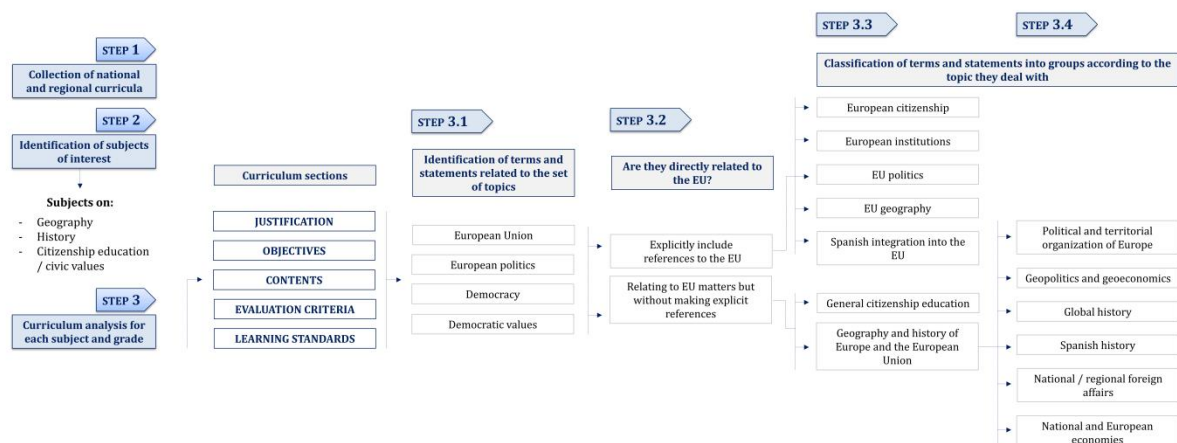 STEP 1
Collection of national
and regional curricula
STEP 2
Identification of subjects
of interest
Subjects on:
- Geography
- History
- Citizenship education
/ civic values
STEP 3
Curriculum analysis for
each subject and grade
Curriculum sections
JUSTIFICATION
OBJECTIVES
CONTENTS
EVALUATION CRITERIA
LEARNING STANDARDS
STEP 3.1
Identification of terms and
statements related to the set
of topics
European Union
European politics
Democracy
Democratic values
STEP 3.2
Are they directly related to
the EU?
Explicitly include
references to the EU
Relating to EU matters but
without making explicit
references
STEP 3.3
STEP 3.4
Classification of terms and statements into groups according to the
topic they deal with
European citizenship
European institutions
EU politics
EU geography
Spanish integration into the
EU
General citizenship education
Geography and history of
Europe and the European
Union
Political and territorial
organization of Europe
Geopolitics and geoeconomics
Global history
Spanish history
National / regional foreign
affairs
National and European
economies